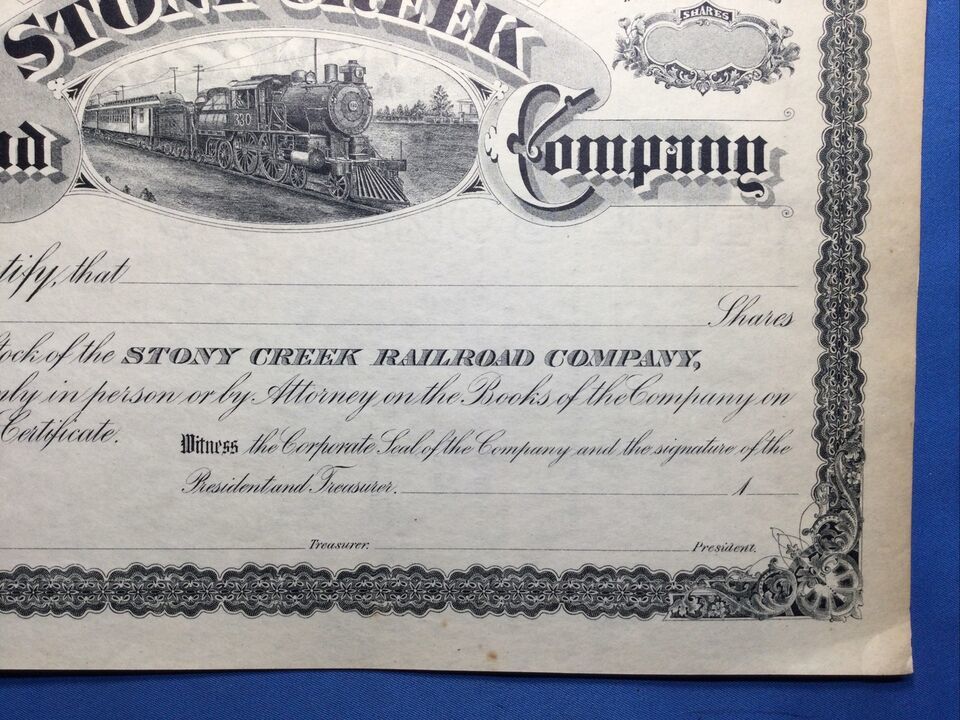 STONY CREEK
SHARES
330
ad Company
tify, that
Shares
tock of the STONY CREEK RAILROAD COMPANY,
nly in person or by Attorney on the Books of the Company on
Certificate.
Witness the Corporate Seal of the Company and the signature of the
President and Treasurer. 1
Treasurer. President.